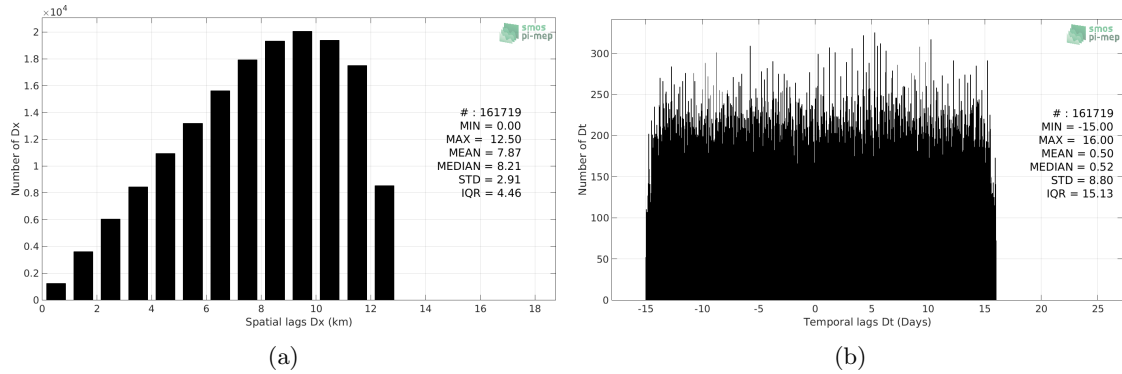 ×10⁴
2
1.8
1.6
1.4
1.2
1
0.8
0.6
0.4
0.2
0
Number of Dx
0 2 4 6 8 10 12 14 16 18
Spatial lags Dx (km)
smos
pi-mep
# : 161719
MIN = 0.00
MAX = 12.50
MEAN = 7.87
MEDIAN = 8.21
STD = 2.91
IQR = 4.46
(a)
300
250
200
150
100
50
0
Number of Dt
-15 -10 -5 0 5 10 15 20 25
Temporal lags Dt (Days)
smos
pi-mep
# : 161719
MIN = -15.00
MAX = 16.00
MEAN = 0.50
MEDIAN = 0.52
STD = 8.80
IQR = 15.13
(b)